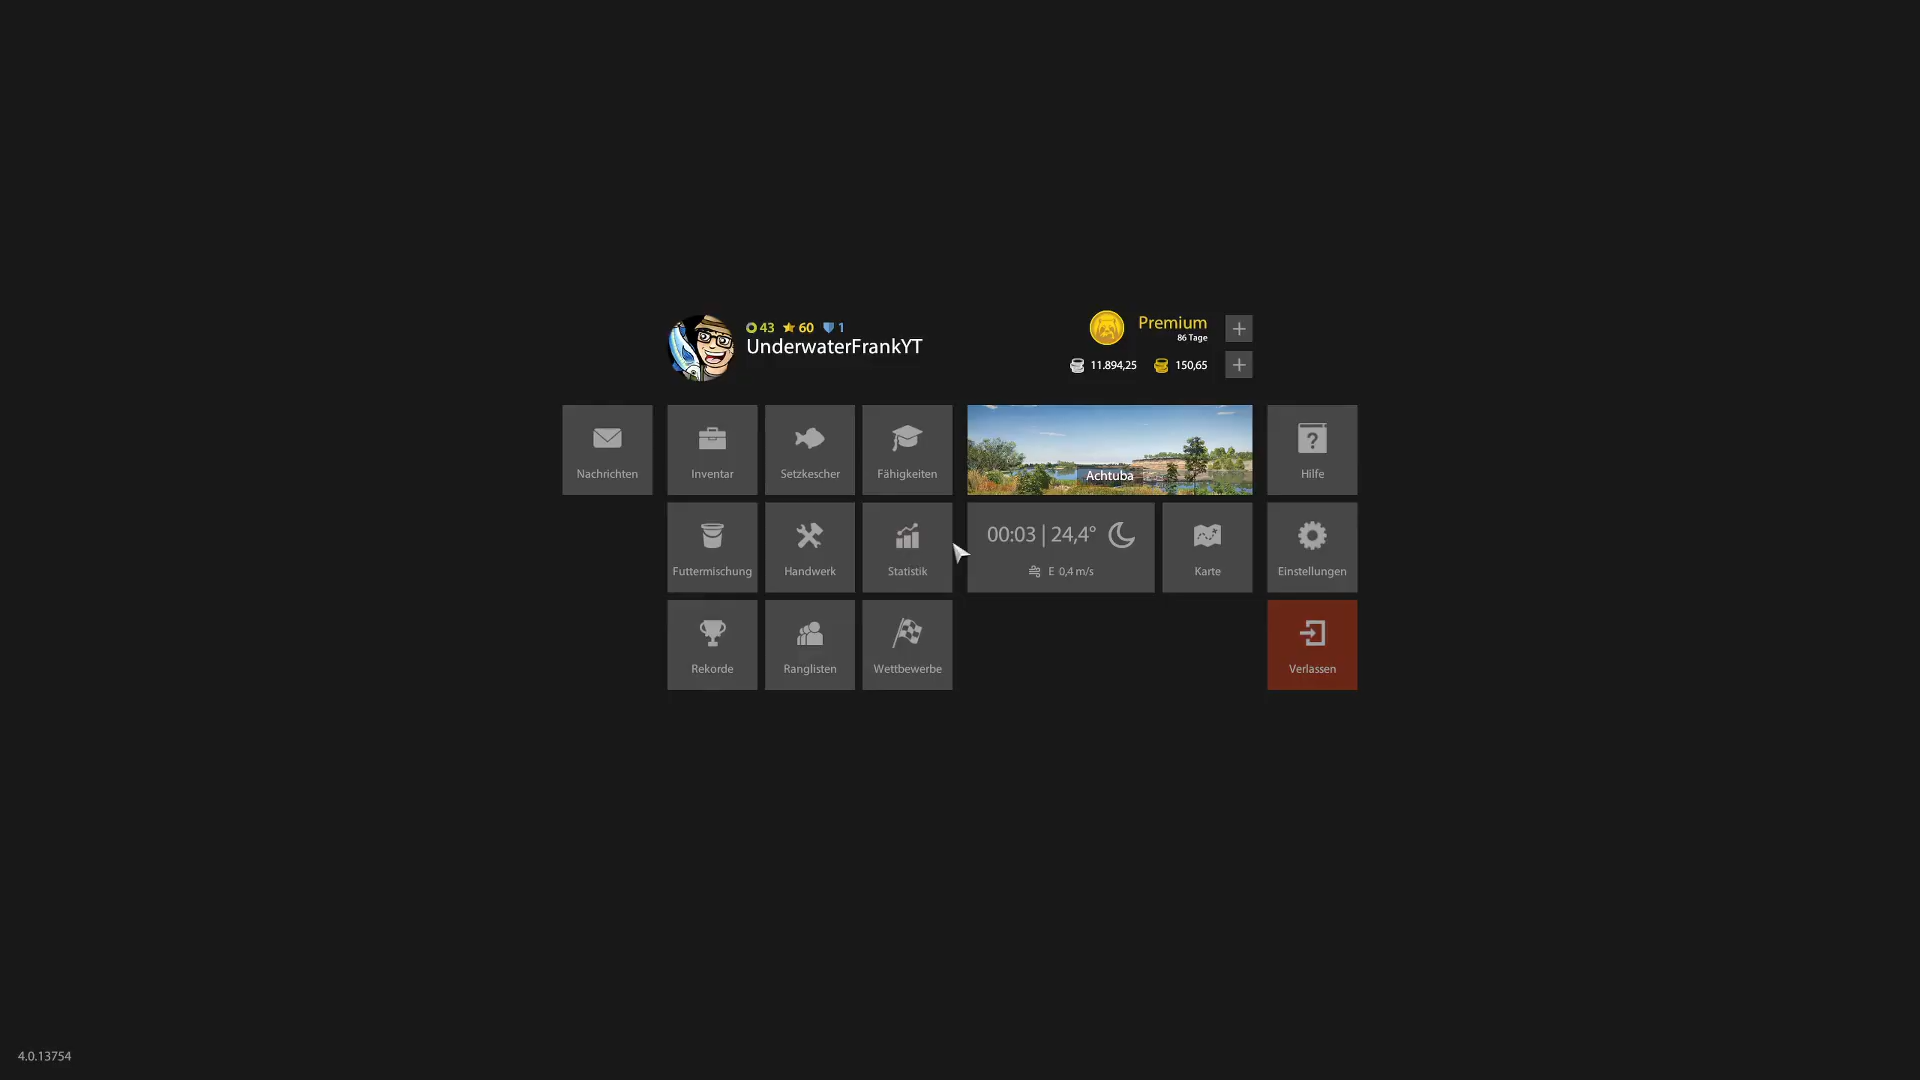 43 60 1
UnderwaterFrankYT
Premium
86 Tage
11.894,25 150,65
Nachrichten
Inventar
Setzkescher
Fähigkeiten
Achtuba
Hilfe
Futtermischung
Handwerk
Statistik
00:03 | 24,4°
E 0,4 m/s
Karte
Einstellungen
Rekorde
Ranglisten
Wettbewerbe
Verlassen
4.0.13754